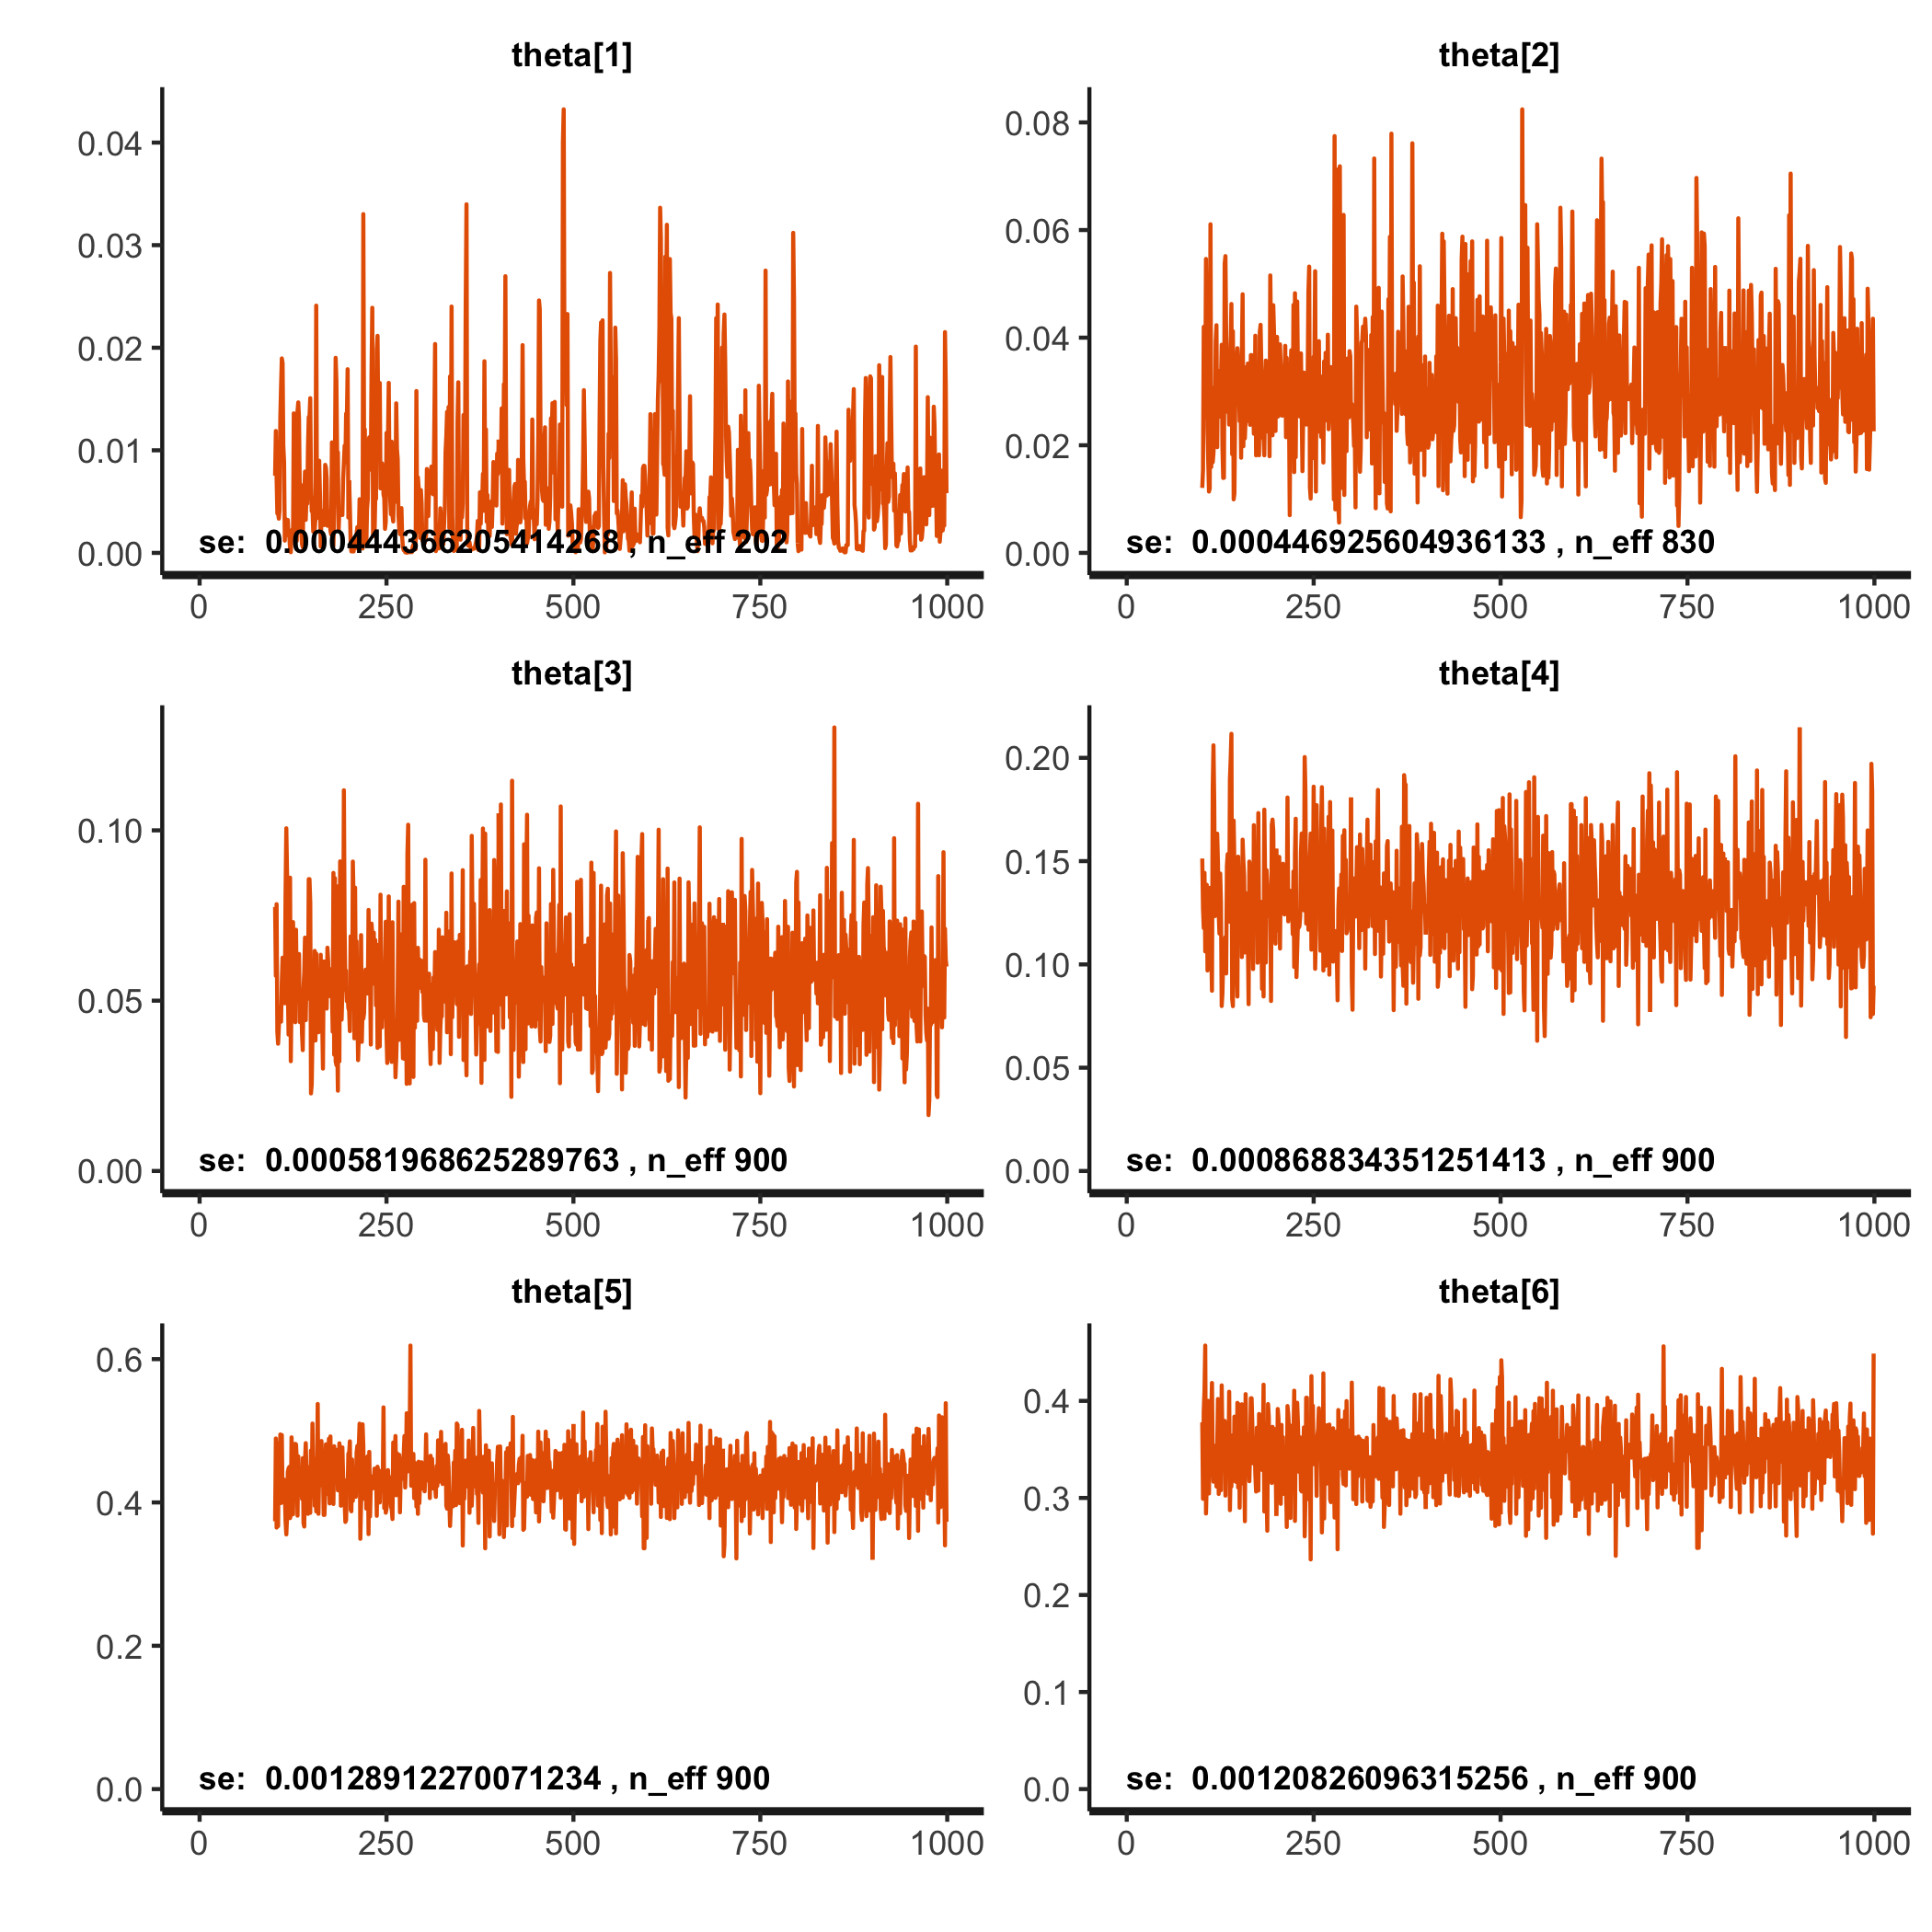 theta[1] theta[2]
0.04
0.03
0.02
0.01
0.00
se: 0.000444366205414268 , n_eff 202
0 250 500 750 1000
0.08
0.06
0.04
0.02
0.00
se: 0.000446925604936133 , n_eff 830
0 250 500 750 1000
theta[3] theta[4]
0.10
0.05
0.00
se: 0.000581968625289763 , n_eff 900
0 250 500 750 1000
0.20
0.15
0.10
0.05
0.00
se: 0.000868834351251413 , n_eff 900
0 250 500 750 1000
theta[5] theta[6]
0.6
0.4
0.2
0.0
se: 0.00128912270071234 , n_eff 900
0 250 500 750 1000
0.4
0.3
0.2
0.1
0.0
se: 0.00120826096315256 , n_eff 900
0 250 500 750 1000